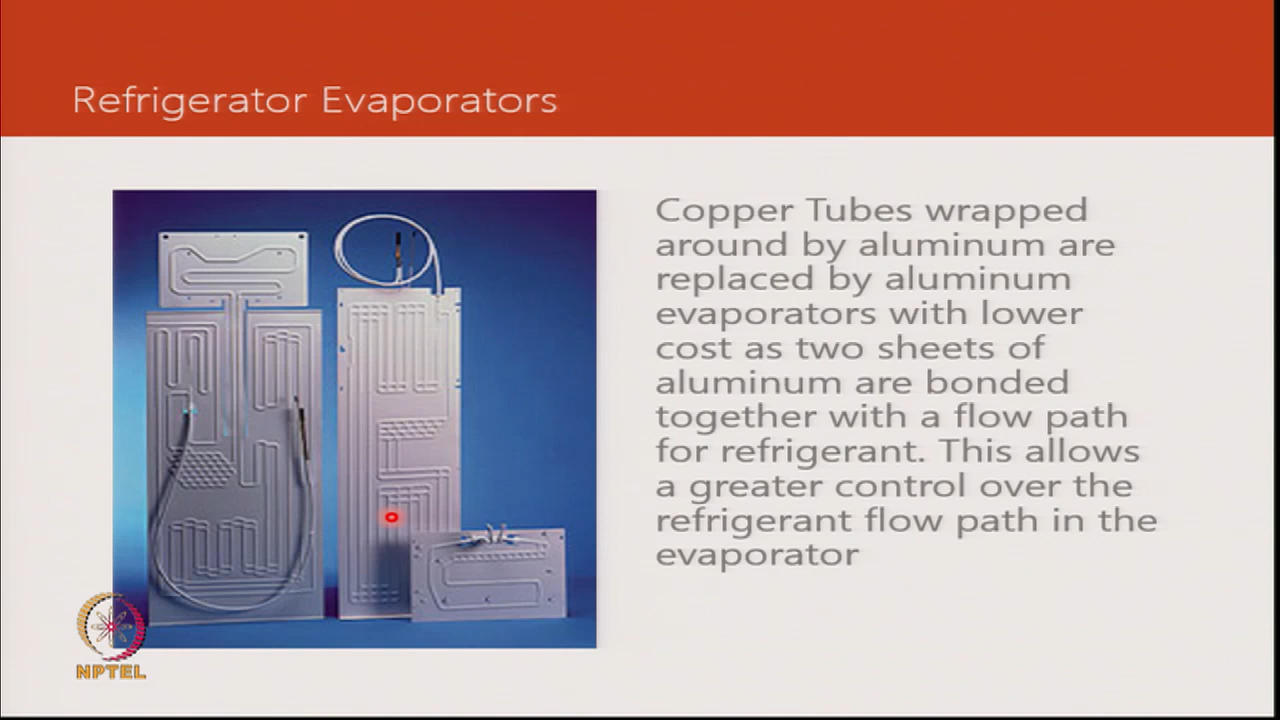 Refrigerator Evaporators
Copper Tubes wrapped
around by aluminum are
replaced by aluminum
evaporators with lower
cost as two sheets of
aluminum are bonded
together with a flow path
for refrigerant. This allows
a greater control over the
refrigerant flow path in the
evaporator
NPTEL